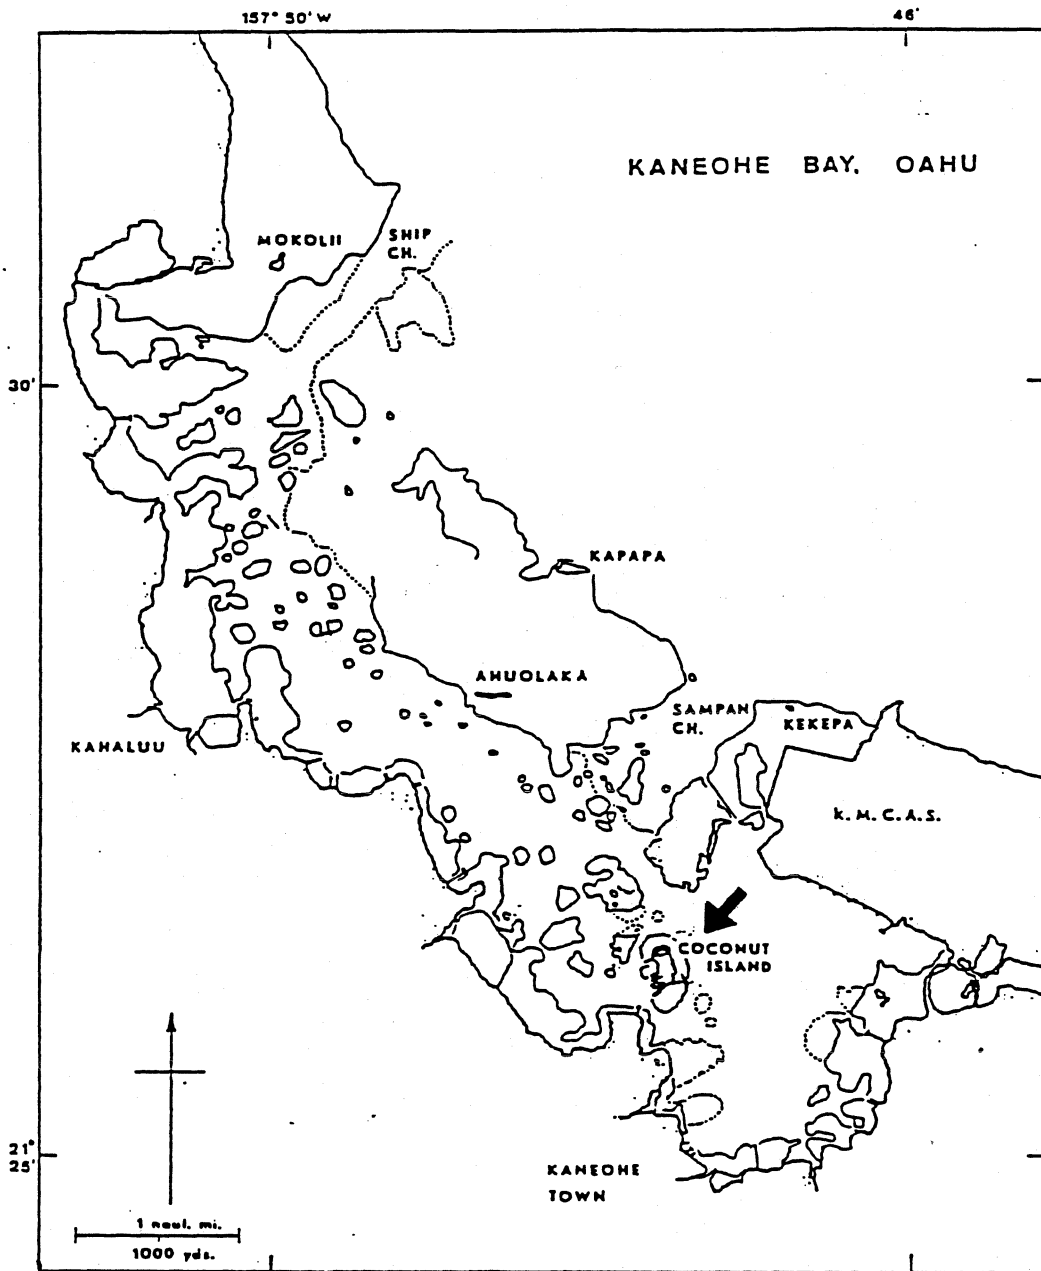 157° 50' W
46'
KANEOHE BAY, OAHU
MOKOLII
SHIP
CH.
30'
KAPAPA
AHUOLAKA
SAMPAN
CH.
KEKEPA
KAHALUU
K.M.C.A.S.
COCONUT
ISLAND
21°
25'
KANEOHE
TOWN
1 naut. mi.
1000 yds.